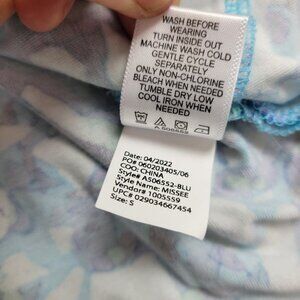 WASH BEFORE
WEARING
TURN INSIDE OUT
MACHINE WASH COLD
GENTLE CYCLE
SEPARATELY
ONLY NON-CHLORINE
BLEACH WHEN NEEDED
TUMBLE DRY LOW
COOL IRON WHEN
NEEDED
A 506552
Date: 04/2022
PO# 060203405/06
COO: CHINA
Style# A506552-BLU
Style Name: MISSEE
Vendor# 1005559
UPC# 029034667454
Size: S